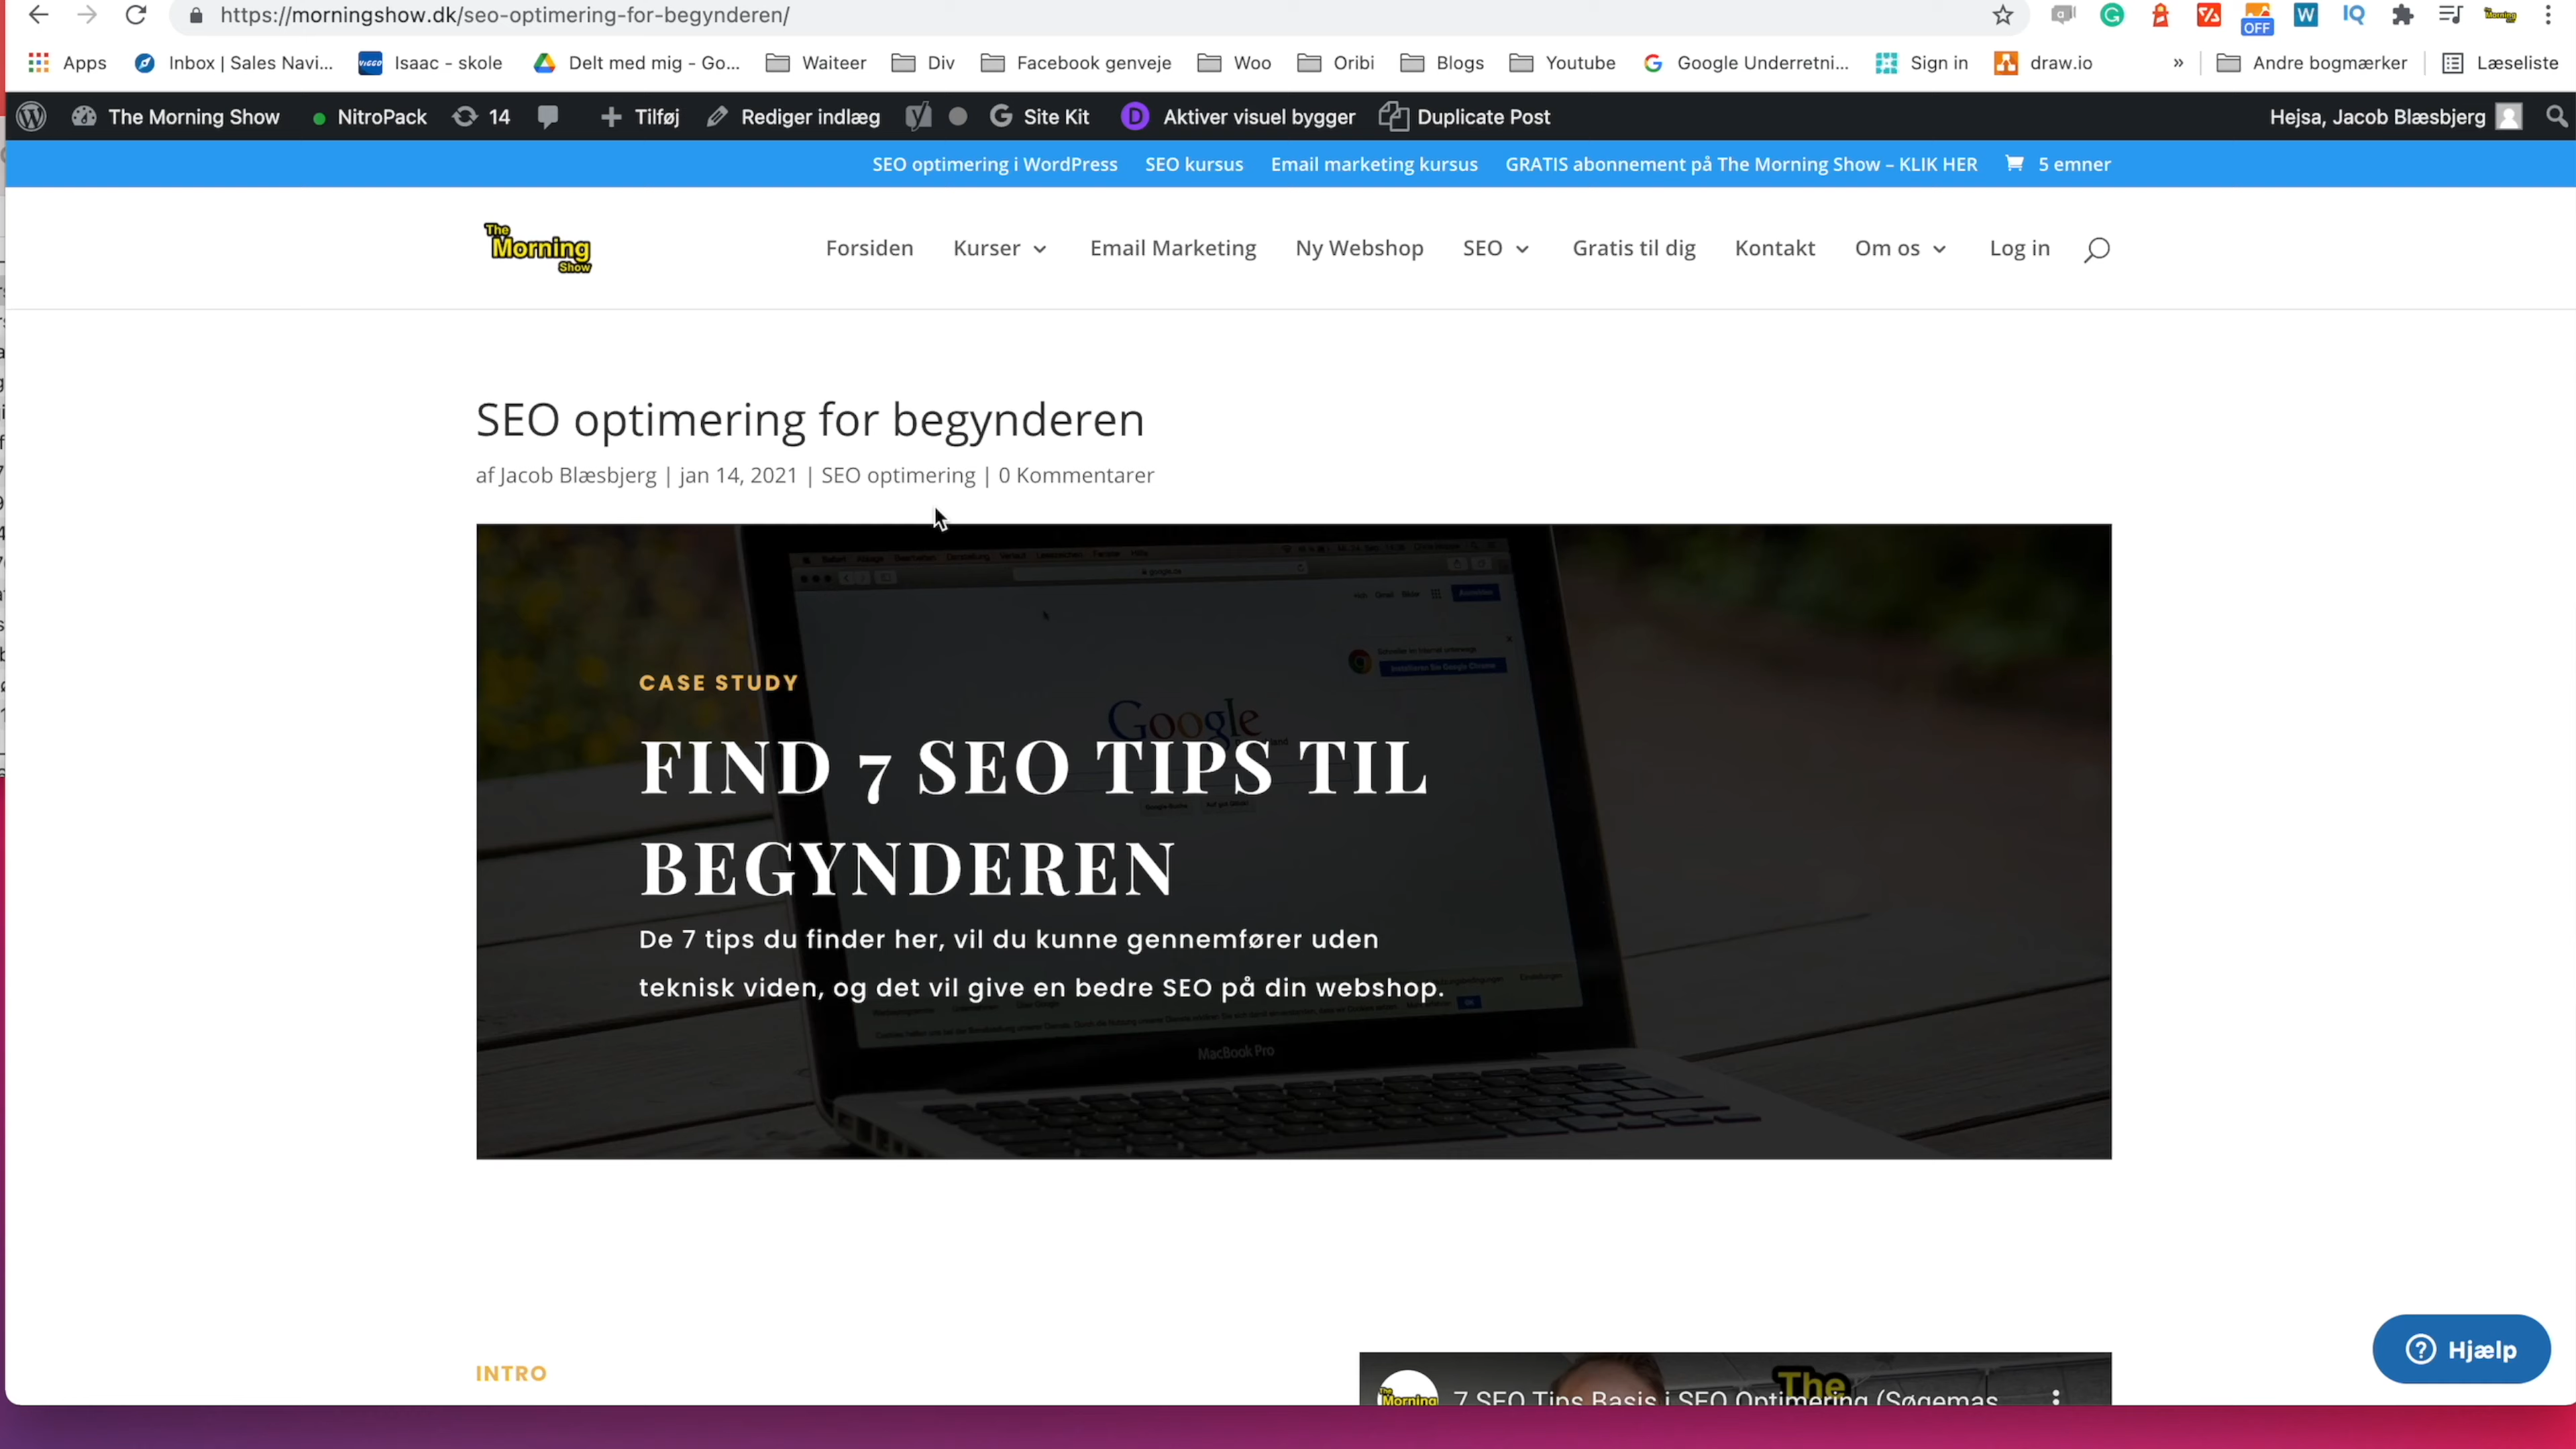 https://morningshow.dk/seo-optimering-for-begynderen/
OFF
W
IQ
Apps
Inbox | Sales Navi...
VIGGO
Isaac - skole
Delt med mig - Go...
Waiteer
Div
Facebook genveje
Woo
Oribi
Blogs
Youtube
Google Underretni...
Sign in
draw.io
»
Andre bogmærker
Læseliste
The Morning Show
NitroPack
14
Tilføj
Rediger indlæg
Site Kit
D
Aktiver visuel bygger
Duplicate Post
Hejsa, Jacob Blæsbjerg
SEO optimering i WordPress
SEO kursus
Email marketing kursus
GRATIS abonnement på The Morning Show – KLIK HER
5 emner
The
Morning
Show
Forsiden
Kurser
Email Marketing
Ny Webshop
SEO
Gratis til dig
Kontakt
Om os
Log in
SEO optimering for begynderen
af Jacob Blæsbjerg | jan 14, 2021 | SEO optimering | 0 Kommentarer
CASE STUDY
Google
FIND 7 SEO TIPS TIL
BEGYNDEREN
De 7 tips du finder her, vil du kunne gennemfører uden
teknisk viden, og det vil give en bedre SEO på din webshop.
MacBook Pro
INTRO
Morning
7 SEO Tips Basis i SEO Optimering (Søgemas
The
Hjælp